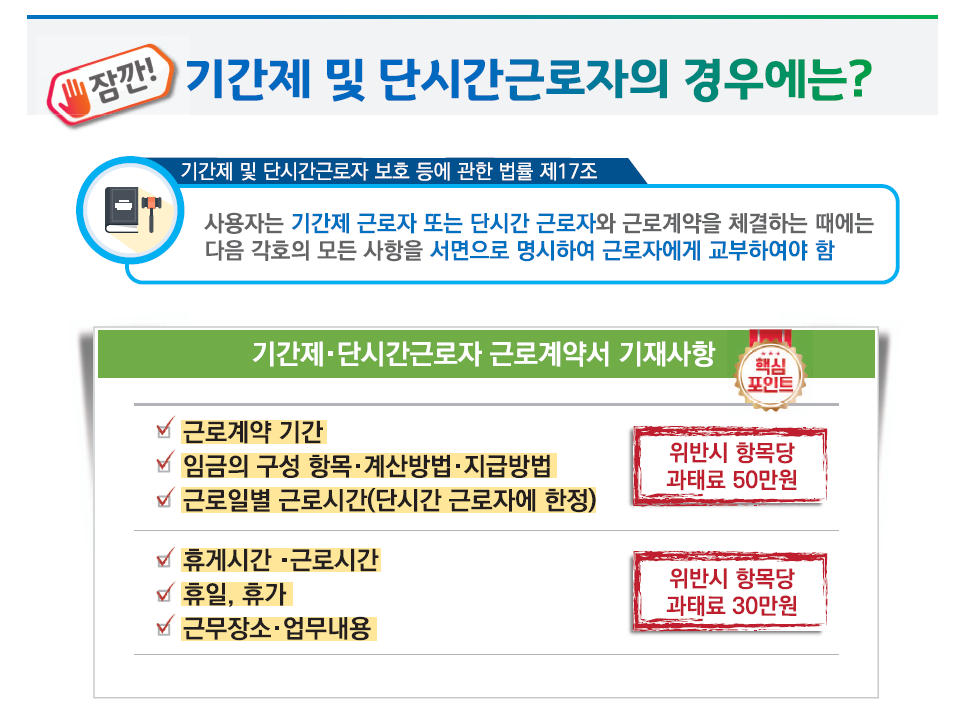 잠깐!
기간제 및 단시간근로자의 경우에는?
기간제 및 단시간근로자 보호 등에 관한 법률 제17조
사용자는 기간제 근로자 또는 단시간 근로자와 근로계약을 체결하는 때에는
다음 각호의 모든 사항을 서면으로 명시하여 근로자에게 교부하여야 함
기간제·단시간근로자 근로계약서 기재사항
핵심
포인트
근로계약 기간
임금의 구성 항목·계산방법·지급방법
근로일별 근로시간(단시간 근로자에 한정)
위반시 항목당
과태료 50만원
휴게시간 ·근로시간
휴일, 휴가
근무장소·업무내용
위반시 항목당
과태료 30만원